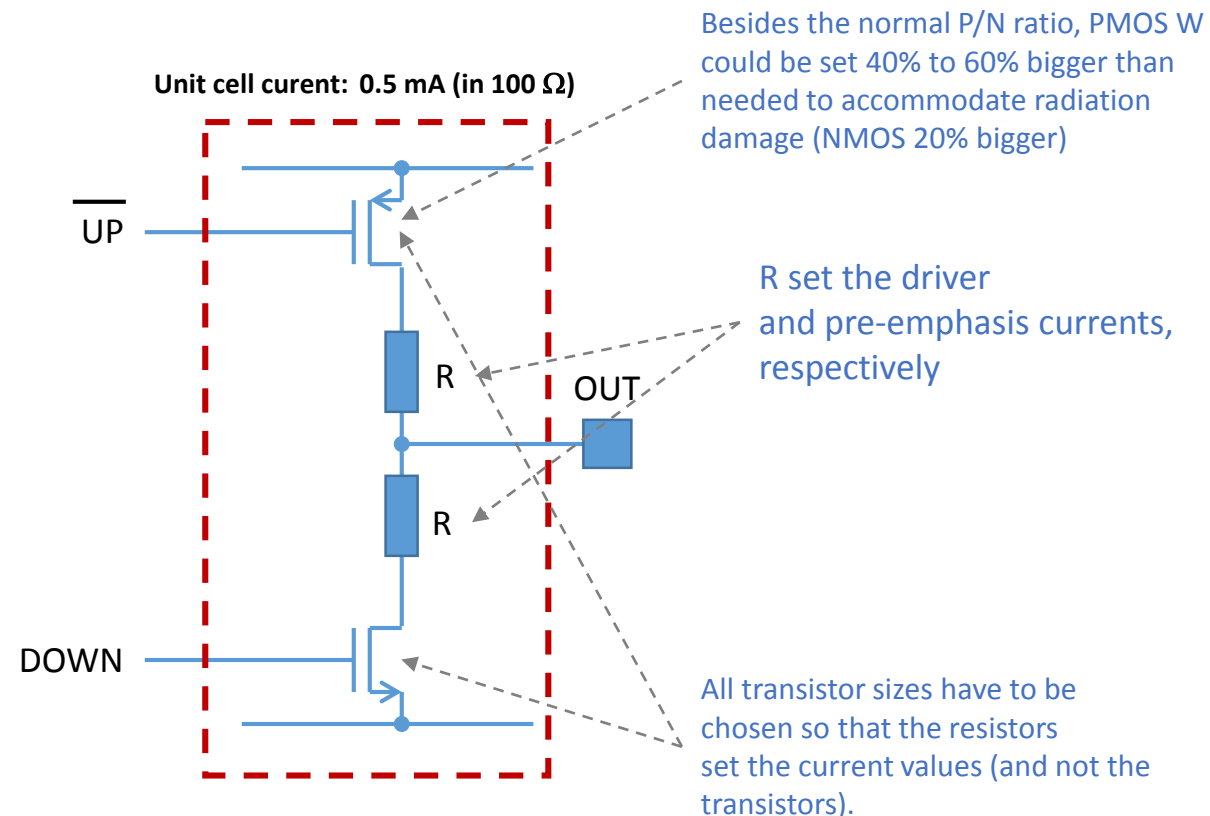 Besides the normal P/N ratio, PMOS W
could be set 40% to 60% bigger than
needed to accommodate radiation
damage (NMOS 20% bigger)
Unit cell curent: 0.5 mA (in 100 Ω)
UP
R set the driver
and pre-emphasis currents,
respectively
R
OUT
R
DOWN
All transistor sizes have to be
chosen so that the resistors
set the current values (and not the
transistors).